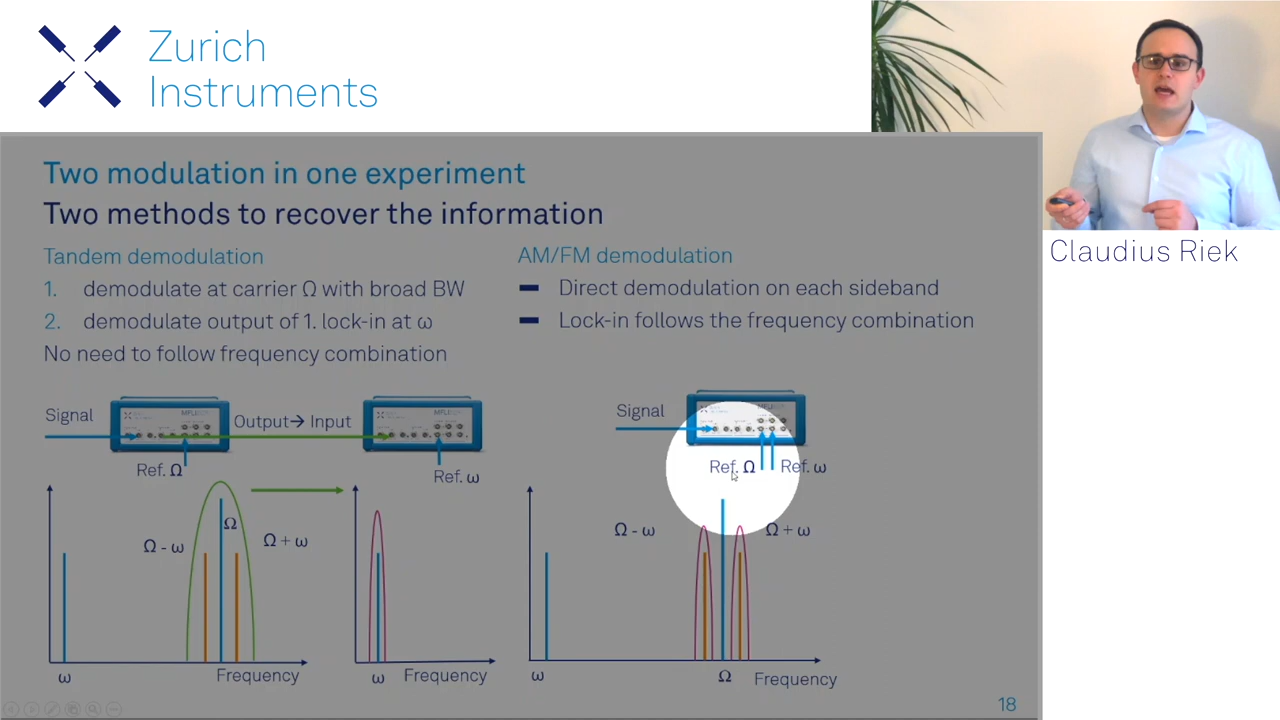 Zurich
Instruments
Claudius Riek
Two modulation in one experiment
Two methods to recover the information
Tandem demodulation
1. demodulate at carrier Ω with broad BW
2. demodulate output of 1. lock-in at ω
No need to follow frequency combination
AM/FM demodulation
Direct demodulation on each sideband
Lock-in follows the frequency combination
Signal
MFLI
Output→ Input
MFLI
Ref. Ω
Ref. ω
Ω - ω
Ω
Ω + ω
ω
Frequency
ω
Frequency
Signal
MFLI
Ref. Ω
Ref. ω
Ω - ω
Ω + ω
ω
Ω
Frequency
18